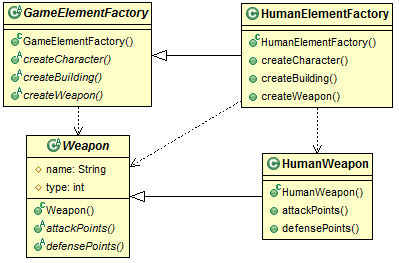 GameElementFactory
GameElementFactory()
createCharacter()
createBuilding()
createWeapon()
HumanElementFactory
HumanElementFactory()
createCharacter()
createBuilding()
createWeapon()
Weapon
name: String
type: int
Weapon()
attackPoints()
defensePoints()
HumanWeapon
HumanWeapon()
attackPoints()
defensePoints()